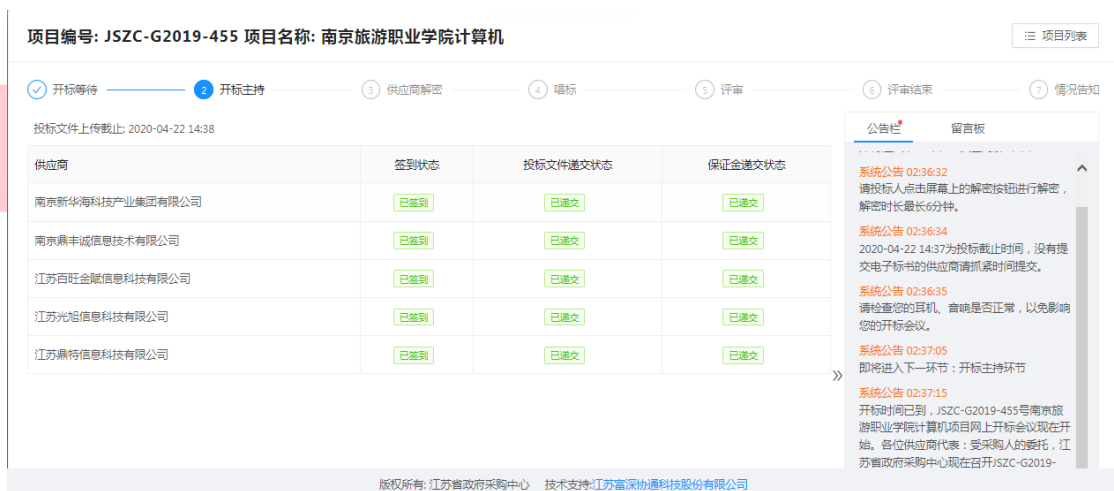 项目编号: JSZC-G2019-455 项目名称: 南京旅游职业学院计算机
项目列表
开标等待
2 开标主持
3 供应商解密
4 唱标
5 评审
6 评审结束
7 情况告知
投标文件上传截止: 2020-04-22 14:38
供应商 签到状态 投标文件递交状态 保证金递交状态
南京新华海科技产业集团有限公司 已签到 已递交 已递交
南京鼎丰诚信息技术有限公司 已签到 已递交 已递交
江苏百旺金赋信息科技有限公司 已签到 已递交 已递交
江苏光旭信息科技有限公司 已签到 已递交 已递交
江苏鼎特信息科技有限公司 已签到 已递交 已递交
公告栏 留言板
系统公告 02:36:32
请投标人点击屏幕上的解密按钮进行解密，
解密时长最长6分钟。
系统公告 02:36:34
2020-04-22 14:37为投标截止时间，没有提
交电子标书的供应商请抓紧时间提交。
系统公告 02:36:35
请检查您的耳机、音响是否正常，以免影响
您的开标会议。
系统公告 02:37:05
即将进入下一环节：开标主持环节
系统公告 02:37:15
开标时间已到，JSZC-G2019-455号南京旅
游职业学院计算机项目网上开标会议现在开
始。各位供应商代表：受采购人的委托，江
苏省政府采购中心现在召开JSZC-G2019-
版权所有: 江苏省政府采购中心 技术支持:江苏富深协通科技股份有限公司